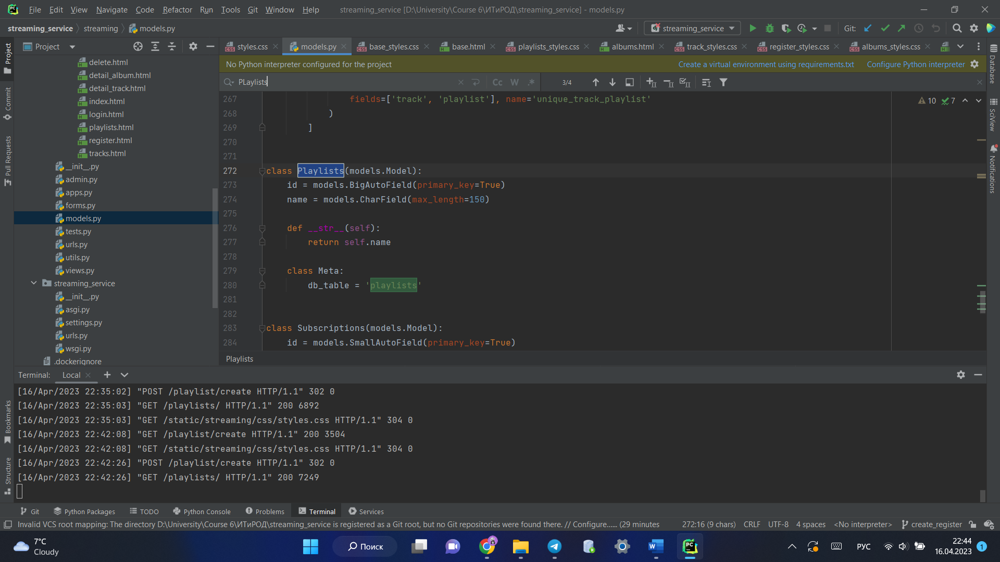 File Edit View Navigate Code Refactor Run Tools Git Window Help streaming_service [D:\University\Course 6\ИТиРОД\streaming_service] - models.py
streaming_service streaming models.py streaming_service Git:
Project
styles.css models.py base_styles.css base.html playlists_styles.css albums.html track_styles.css register_styles.css albums_styles.css
No Python interpreter configured for the project Create a virtual environment using requirements.txt Configure Python interpreter
PLaylists Cc W .* 3/4
10 7
delete.html
detail_album.html
detail_track.html
index.html
login.html
playlists.html
register.html
tracks.html
__init__.py
admin.py
apps.py
forms.py
models.py
tests.py
urls.py
utils.py
views.py
streaming_service
__init__.py
asgi.py
settings.py
urls.py
wsgi.py
.dockerignore
267 fields=['track', 'playlist'], name='unique_track_playlist'
268 )
269 ]
270
271
272 class Playlists(models.Model):
273 id = models.BigAutoField(primary_key=True)
274 name = models.CharField(max_length=150)
275
276 def __str__(self):
277 return self.name
278
279 class Meta:
280 db_table = 'playlists'
281
282
283 class Subscriptions(models.Model):
284 id = models.SmallAutoField(primary_key=True)
Playlists
Project
Commit
Pull Requests
Bookmarks
Structure
Database
SciView
Notifications
Terminal: Local
[16/Apr/2023 22:35:02] "POST /playlist/create HTTP/1.1" 302 0
[16/Apr/2023 22:35:03] "GET /playlists/ HTTP/1.1" 200 6892
[16/Apr/2023 22:35:03] "GET /static/streaming/css/styles.css HTTP/1.1" 304 0
[16/Apr/2023 22:42:08] "GET /playlist/create HTTP/1.1" 200 3504
[16/Apr/2023 22:42:08] "GET /static/streaming/css/styles.css HTTP/1.1" 304 0
[16/Apr/2023 22:42:26] "POST /playlist/create HTTP/1.1" 302 0
[16/Apr/2023 22:42:26] "GET /playlists/ HTTP/1.1" 200 7249
Git Python Packages TODO Python Console Problems Terminal Services
Invalid VCS root mapping: The directory D:\University\Course 6\ИТиРОД\streaming_service is registered as a Git root, but no Git repositories were found there. // Configure...... (29 minutes 272:16 (9 chars) CRLF UTF-8 4 spaces <No interpreter> create_register
7°C
Cloudy
Поиск
РУС
22:44
16.04.2023
1